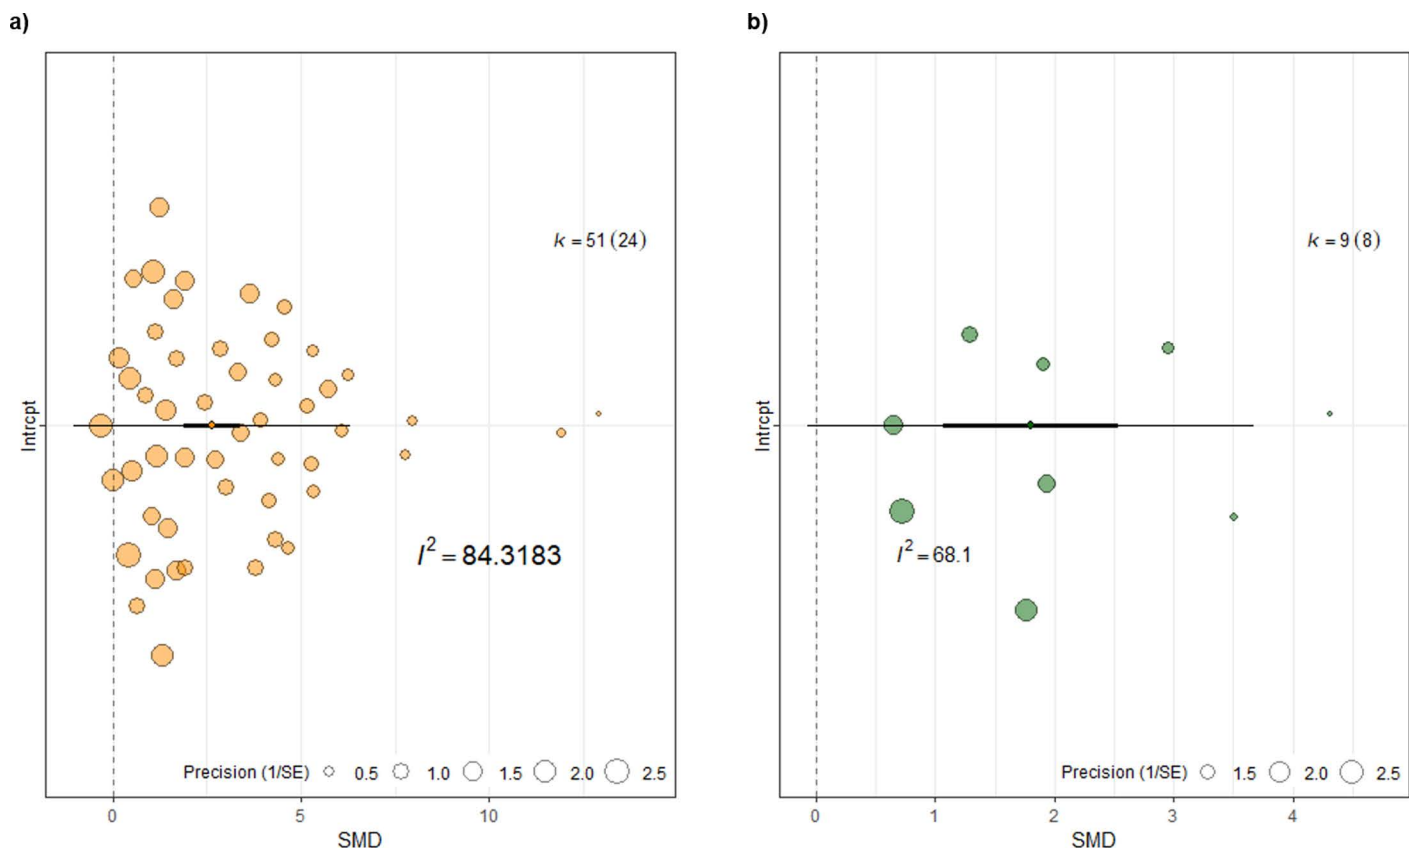 a)
Intrcpt
k = 51 (24)
I² = 84.3183
Precision (1/SE) 0.5 1.0 1.5 2.0 2.5
0 5 10
SMD
b)
Intrcpt
k = 9 (8)
I² = 68.1
Precision (1/SE) 1.5 2.0 2.5
0 1 2 3 4
SMD